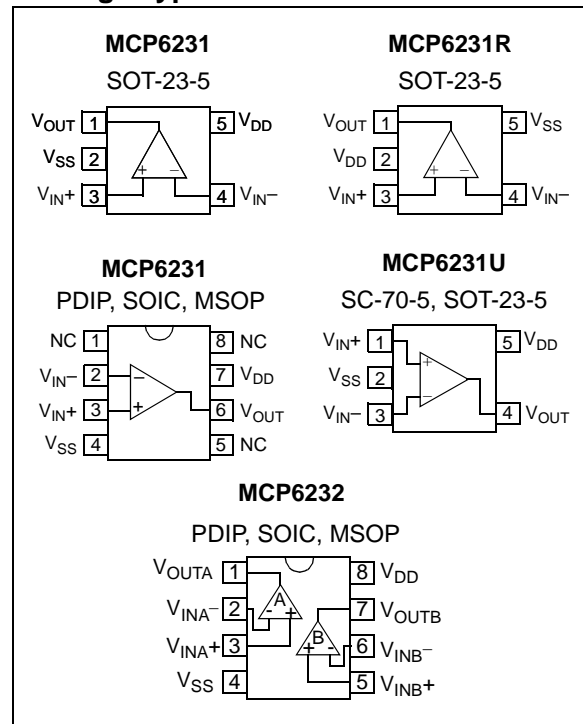 MCP6231
SOT-23-5
VOUT 1
5 VDD
VSS 2
VIN+ 3
4 VIN–
+ –
MCP6231R
SOT-23-5
VOUT 1
5 VSS
VDD 2
VIN+ 3
4 VIN–
+ –
MCP6231
PDIP, SOIC, MSOP
NC 1
8 NC
VIN– 2
7 VDD
VIN+ 3
6 VOUT
VSS 4
5 NC
–
+
MCP6231U
SC-70-5, SOT-23-5
VIN+ 1
5 VDD
VSS 2
VIN– 3
4 VOUT
+
–
MCP6232
PDIP, SOIC, MSOP
VOUTA 1
8 VDD
VINA– 2
7 VOUTB
VINA+ 3
6 VINB–
VSS 4
5 VINB+
A
- +
B
+ -